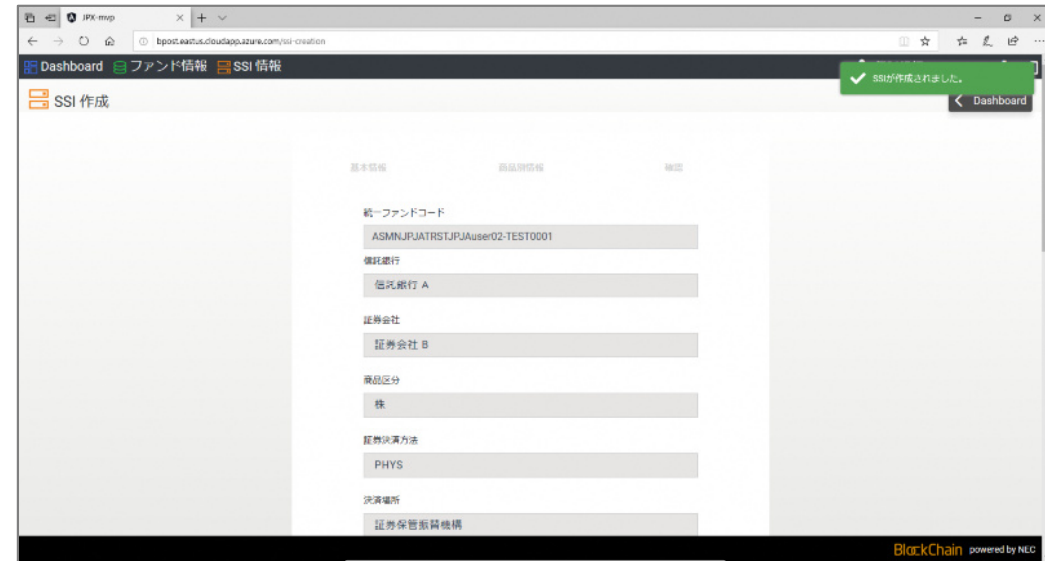 JPX-mvp
bpost.eastus.cloudapp.azure.com/ssi-creation
Dashboard ファンド情報 SSI 情報
SSIが作成されました。
SSI 作成
Dashboard
基本情報 商品別情報 確認
統一ファンドコード
ASMNJPJATRSTJPJAuser02-TEST0001
信託銀行
信託銀行 A
証券会社
証券会社 B
商品区分
株
証券決済方法
PHYS
決済場所
証券保管振替機構
BlockChain powered by NEC